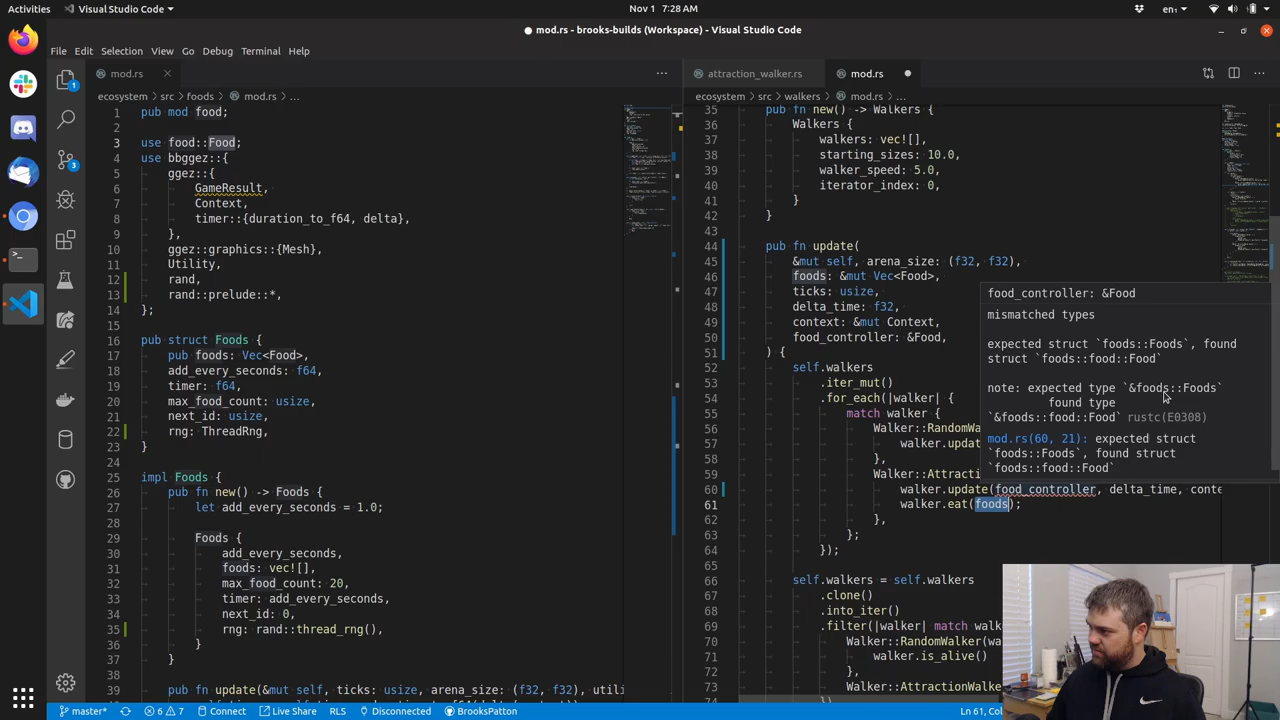 Activities
Visual Studio Code
Nov 1 7:28 AM
en₁
● mod.rs - brooks-builds (Workspace) - Visual Studio Code
File Edit Selection View Go Debug Terminal Help
mod.rs
ecosystem › src › foods › mod.rs › ...
1 pub mod food;
2
3 use food::Food;
4 use bbggez::{
5 ggez::{
6 GameResult,
7 Context,
8 timer::{duration_to_f64, delta},
9 },
10 ggez::graphics::{Mesh},
11 Utility,
12 rand,
13 rand::prelude::*,
14 };
15
16 pub struct Foods {
17 pub foods: Vec<Food>,
18 add_every_seconds: f64,
19 timer: f64,
20 max_food_count: usize,
21 next_id: usize,
22 rng: ThreadRng,
23 }
24
25 impl Foods {
26 pub fn new() -> Foods {
27 let add_every_seconds = 1.0;
28
29 Foods {
30 add_every_seconds,
31 foods: vec![],
32 max_food_count: 20,
33 timer: add_every_seconds,
34 next_id: 0,
35 rng: rand::thread_rng(),
36 }
37 }
38
39 pub fn update(&mut self, ticks: usize, arena_size: (f32, f32), utili
attraction_walker.rs
mod.rs
ecosystem › src › walkers › mod.rs › ...
35 pub fn new() -> Walkers {
36 Walkers {
37 walkers: vec![],
38 starting_sizes: 10.0,
39 walker_speed: 5.0,
40 iterator_index: 0,
41 }
42 }
43
44 pub fn update(
45 &mut self, arena_size: (f32, f32),
46 foods: &mut Vec<Food>,
47 ticks: usize,
48 delta_time: f32,
49 context: &mut Context,
50 food_controller: &Food,
51 ) {
52 self.walkers
53 .iter_mut()
54 .for_each(|walker| {
55 match walker {
56 Walker::RandomWa
57 walker.updat
58 },
59 Walker::Attracti
60 walker.update(food_controller, delta_time, conte
61 walker.eat(foods);
62 },
63 };
64 });
65
66 self.walkers = self.walkers
67 .clone()
68 .into_iter()
69 .filter(|walker| match walk
70 Walker::RandomWalker(wa
71 walker.is_alive()
72 },
73 Walker::AttractionWalke
74 })
food_controller: &Food
mismatched types
expected struct `foods::Foods`, found
struct `foods::food::Food`
note: expected type `&foods::Foods`
found type
`&foods::food::Food` rustc(E0308)
mod.rs(60, 21): expected struct
`foods::Foods`, found struct
`foods::food::Food`
1
3
master*
6
7
Connect
Live Share
RLS
Disconnected
BrooksPatton
Ln 61, Co